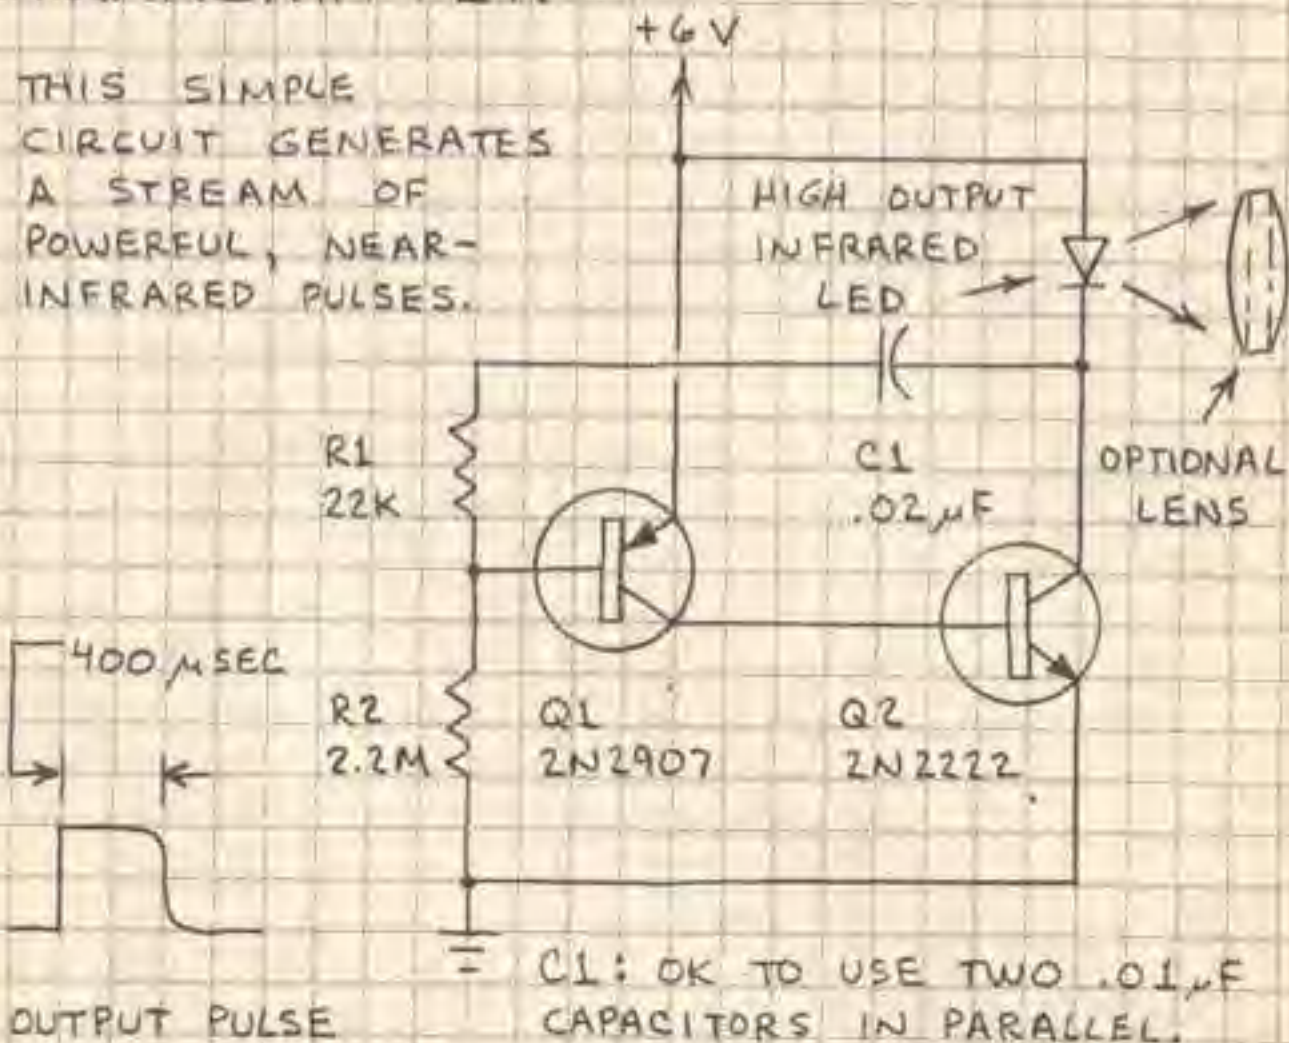 +6V
THIS SIMPLE
CIRCUIT GENERATES
A STREAM OF
POWERFUL, NEAR-
INFRARED PULSES.
HIGH OUTPUT
INFRARED
LED
R1
22K
C1
.02µF
OPTIONAL
LENS
400 µSEC
R2
2.2M
Q1
2N2907
Q2
2N2222
OUTPUT PULSE
C1: OK TO USE TWO .01µF
CAPACITORS IN PARALLEL.